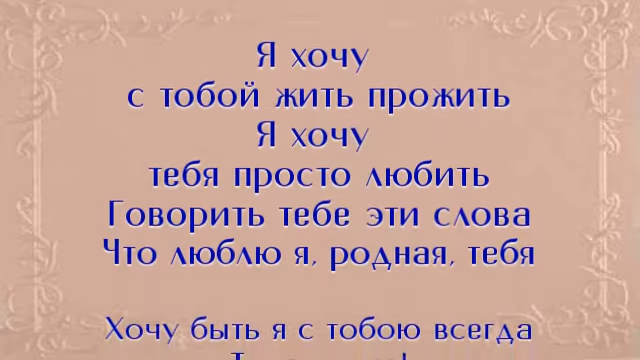 Я хочу
с тобой жить прожить
Я хочу
тебя просто любить
Говорить тебе эти слова
Что люблю я, родная, тебя
Хочу быть я с тобою всегда